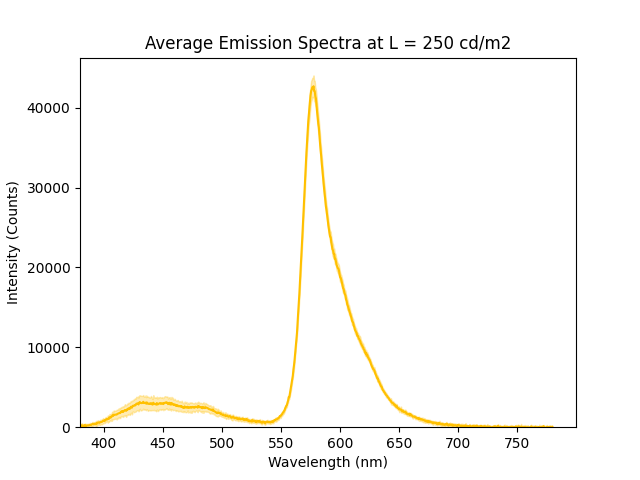 Average Emission Spectra at L = 250 cd/m2
Intensity (Counts)
40000
30000
20000
10000
0
400 450 500 550 600 650 700 750
Wavelength (nm)